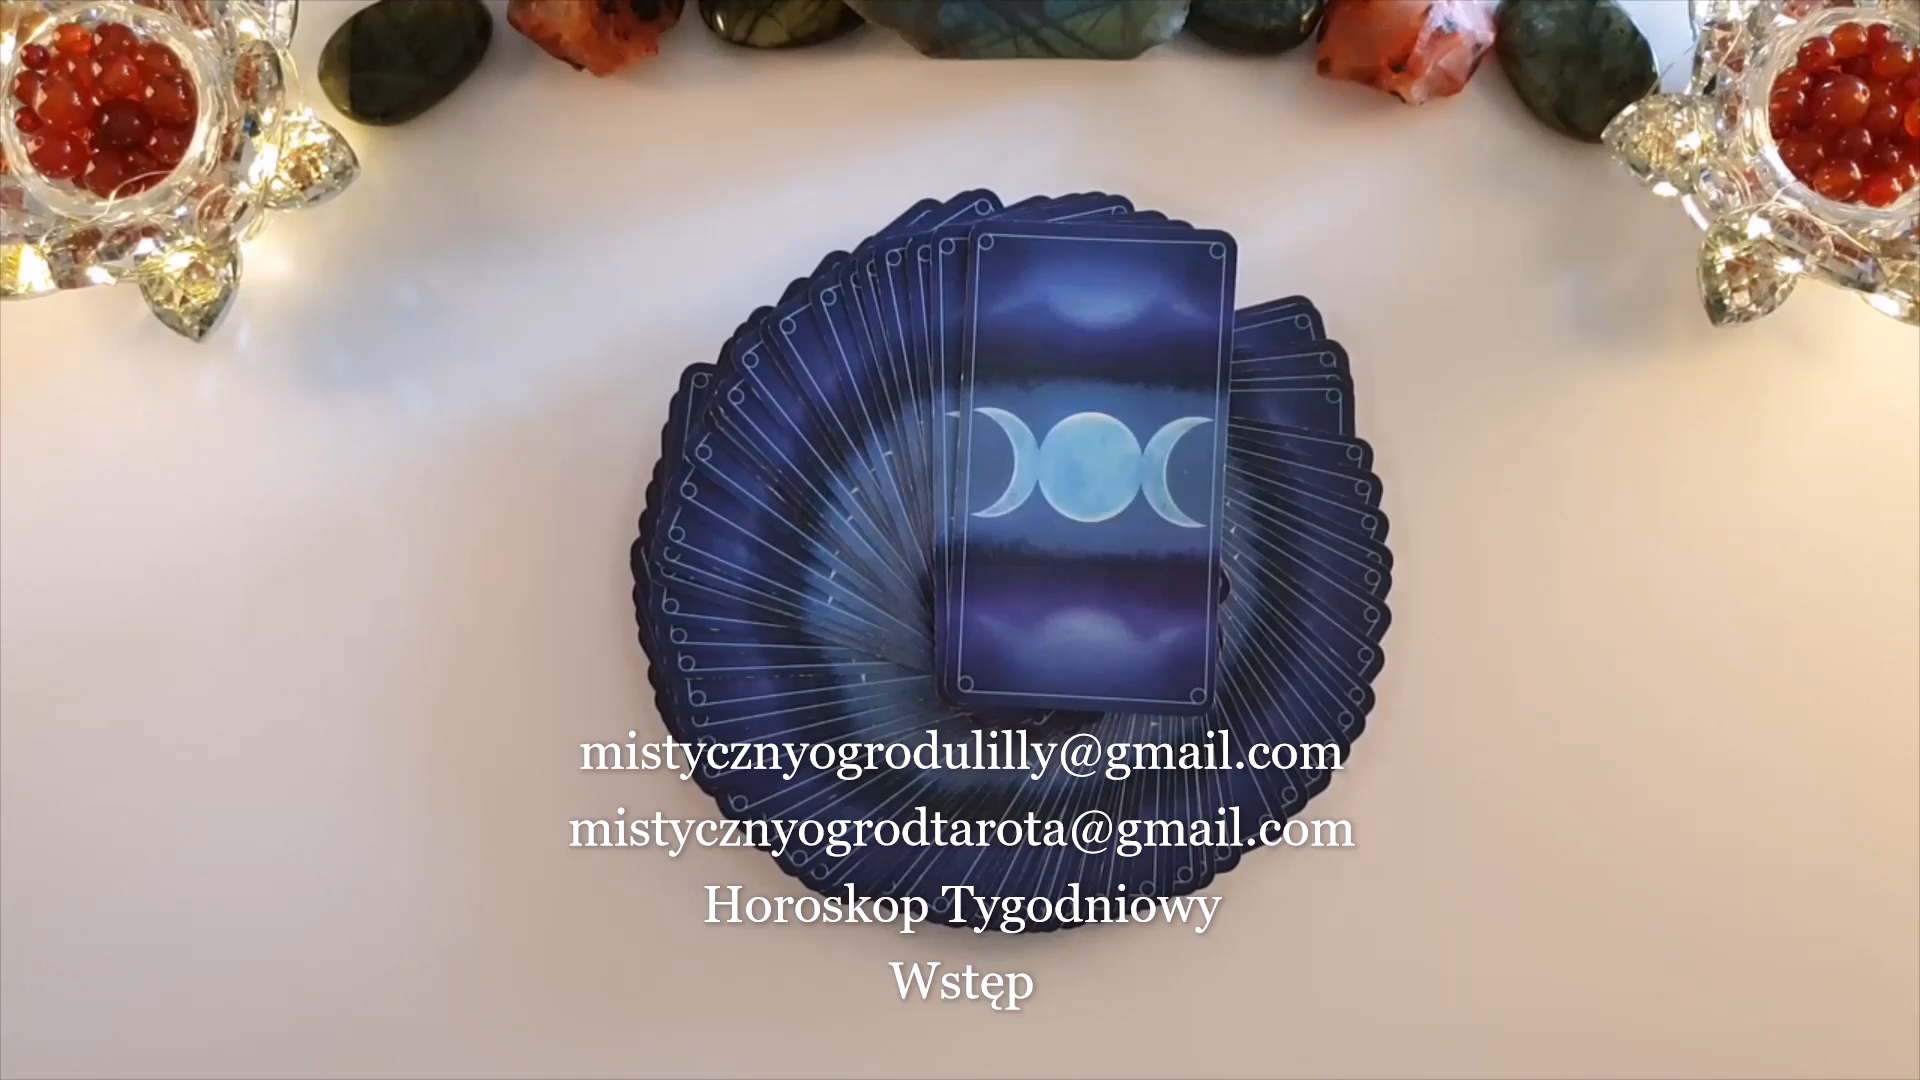 mistycznyogrodulilly@gmail.com
mistycznyogrodtarota@gmail.com
Horoskop Tygodniowy
Wstęp